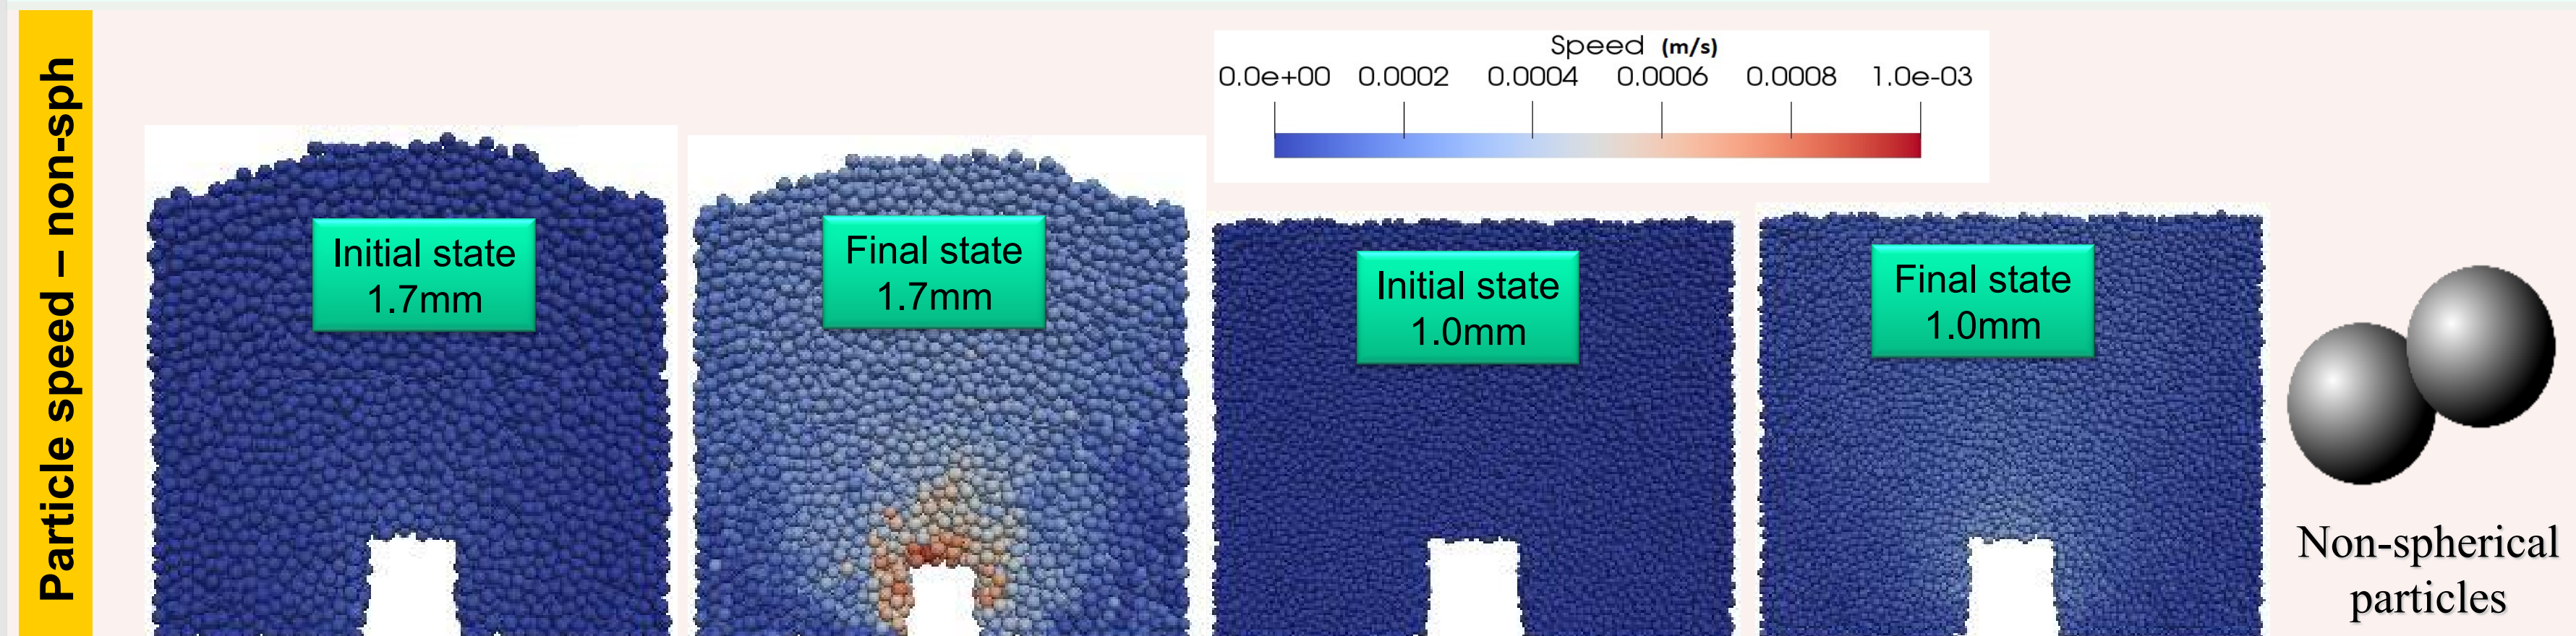 Particle speed – non-sph
Speed (m/s)
0.0e+00 0.0002 0.0004 0.0006 0.0008 1.0e-03
Initial state
1.7mm
Final state
1.7mm
Initial state
1.0mm
Final state
1.0mm
Non-spherical
particles